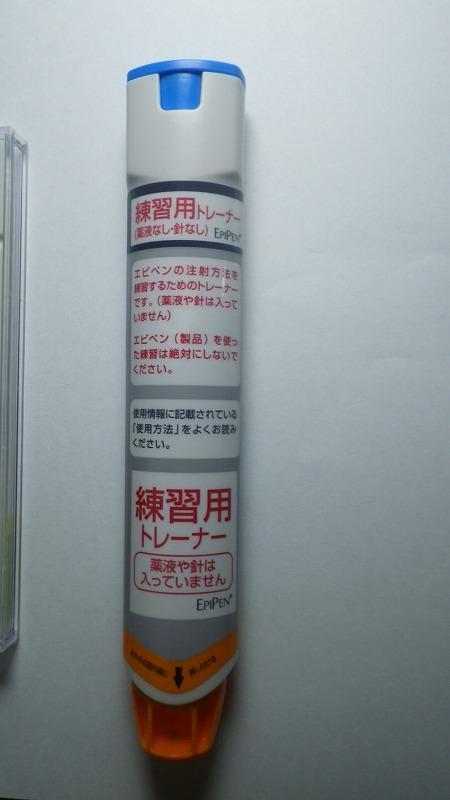 練習用トレーナー
(薬液なし・針なし) EPIPEN®
エピペンの注射方法を
練習するためのトレーナー
です。(薬液や針は入って
いません)
エピペン(製品)を使っ
た練習は絶対にしないで
ください。
使用情報に記載されている
「使用方法」をよくお読み
ください。
練習用
トレーナー
薬液や針は
入っていません
EPIPEN®
押し付ける